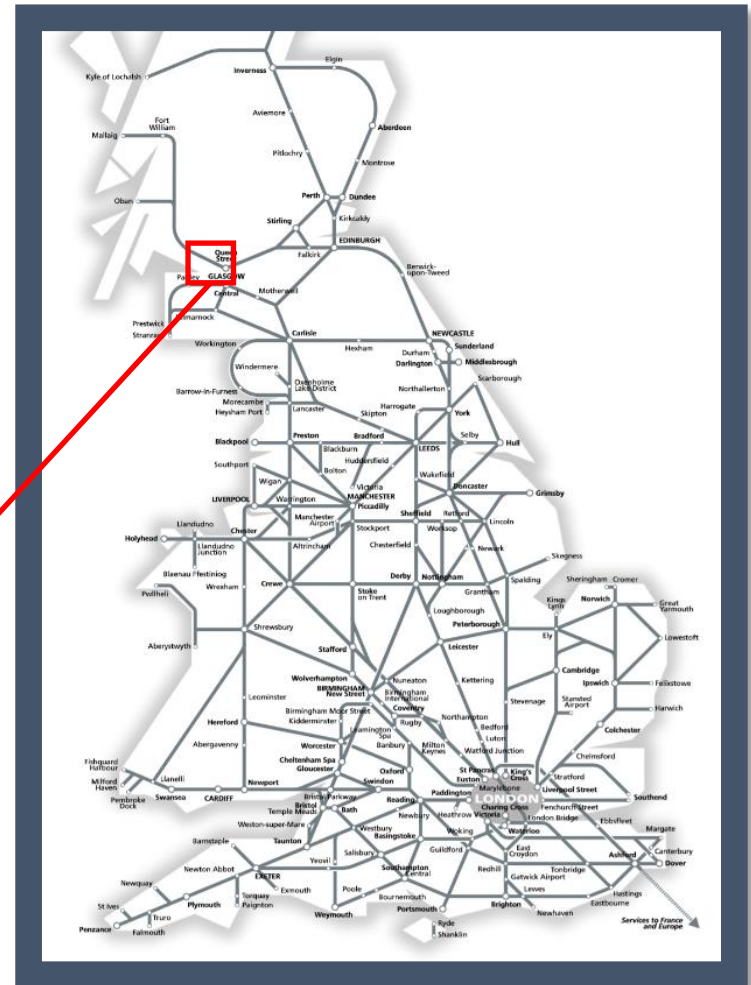 Elgin
Inverness
Kyle of Lochalsh
Aviemore
Fort
William
Aberdeen
Mallaig
Pitlochry
Montrose
Perth
Dundee
Oban
Stirling
Kirkcaldy
EDINBURGH
Queen
Street
Falkirk
Berwick-
upon-Tweed
Paisley
GLASGOW
Central
Motherwell
Kilmarnock
Prestwick
Stranraer
Carlisle
NEWCASTLE
Workington
Hexham
Sunderland
Durham
Darlington
Middlesbrough
Windermere
Scarborough
Oxenholme
Lake District
Northallerton
Barrow-in-Furness
Morecambe
Heysham Port
Lancaster
Harrogate
Skipton
York
Blackpool
Preston
Blackburn
Bradford
LEEDS
Selby
Hull
Southport
Bolton
Huddersfield
Wakefield
Wigan
Victoria
MANCHESTER
Piccadilly
Doncaster
Grimsby
LIVERPOOL
Warrington
Manchester
Airport
Stockport
Sheffield
Retford
Worksop
Lincoln
Llandudno
Chester
Holyhead
Llandudno
Junction
Altrincham
Chesterfield
Newark
Skegness
Blaenau Ffestiniog
Wrexham
Crewe
Stoke
on Trent
Derby
Nottingham
Grantham
Spalding
Sheringham
Cromer
Pwllheli
Kings
Lynn
Norwich
Great
Yarmouth
Loughborough
Peterborough
Shrewsbury
Ely
Lowestoft
Aberystwyth
Stafford
Leicester
Wolverhampton
BIRMINGHAM
New Street
Nuneaton
Birmingham
International
Kettering
Cambridge
Ipswich
Felixstowe
Leominster
Birmingham Moor Street
Kidderminster
Coventry
Rugby
Northampton
Stevenage
Stansted
Airport
Harwich
Hereford
Leamington
Spa
Bedford
Luton
Colchester
Abergavenny
Worcester
Banbury
Milton
Keynes
Watford Junction
Chelmsford
Cheltenham Spa
Gloucester
Fishguard
Harbour
Milford
Haven
Pembroke
Dock
Llanelli
Swansea
CARDIFF
Newport
Oxford
Swindon
St Pancras
Euston
King's
Cross
Stratford
Marylebone
Liverpool Street
Paddington
LONDON
Southend
Bristol Parkway
Bristol
Temple Meads
Bath
Reading
Newbury
Heathrow
Charing Cross
Victoria
Fenchurch Street
London Bridge
Ebbsfleet
Waterloo
Margate
Weston-super-Mare
Westbury
Basingstoke
Woking
Barnstaple
Taunton
Salisbury
Guildford
East
Croydon
Canterbury
Ashford
Dover
Newton Abbot
Yeovil
EXETER
Southampton
Central
Redhill
Tonbridge
Gatwick Airport
Newquay
Torquay
Paignton
Exmouth
Poole
Bournemouth
Lewes
Hastings
Eastbourne
St Ives
Truro
Plymouth
Weymouth
Portsmouth
Brighton
Newhaven
Penzance
Falmouth
Ryde
Shanklin
Services to France
and Europe